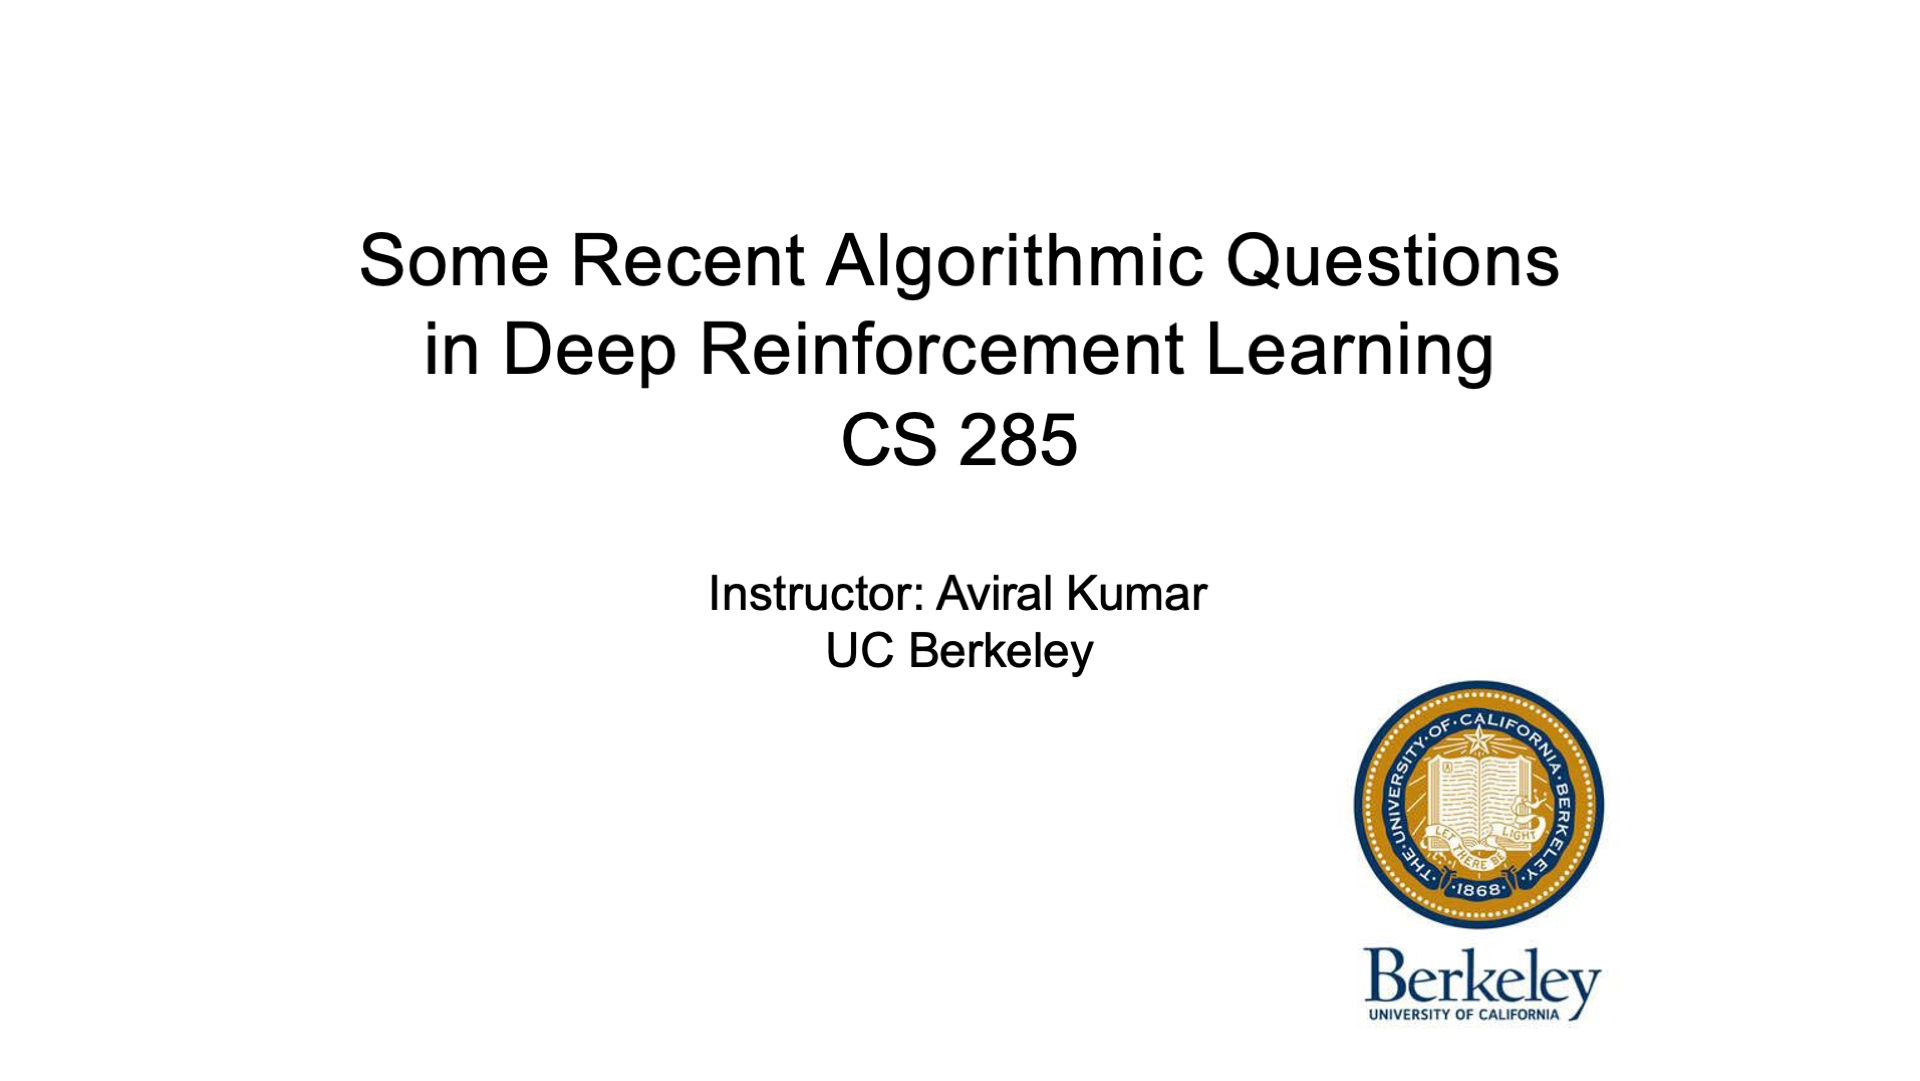 Some Recent Algorithmic Questions
in Deep Reinforcement Learning
CS 285
Instructor: Aviral Kumar
UC Berkeley
THE·UNIVERSITY·OF·CALIFORNIA·BERKELEY
LET THERE BE LIGHT
·1868·
Berkeley
UNIVERSITY OF CALIFORNIA